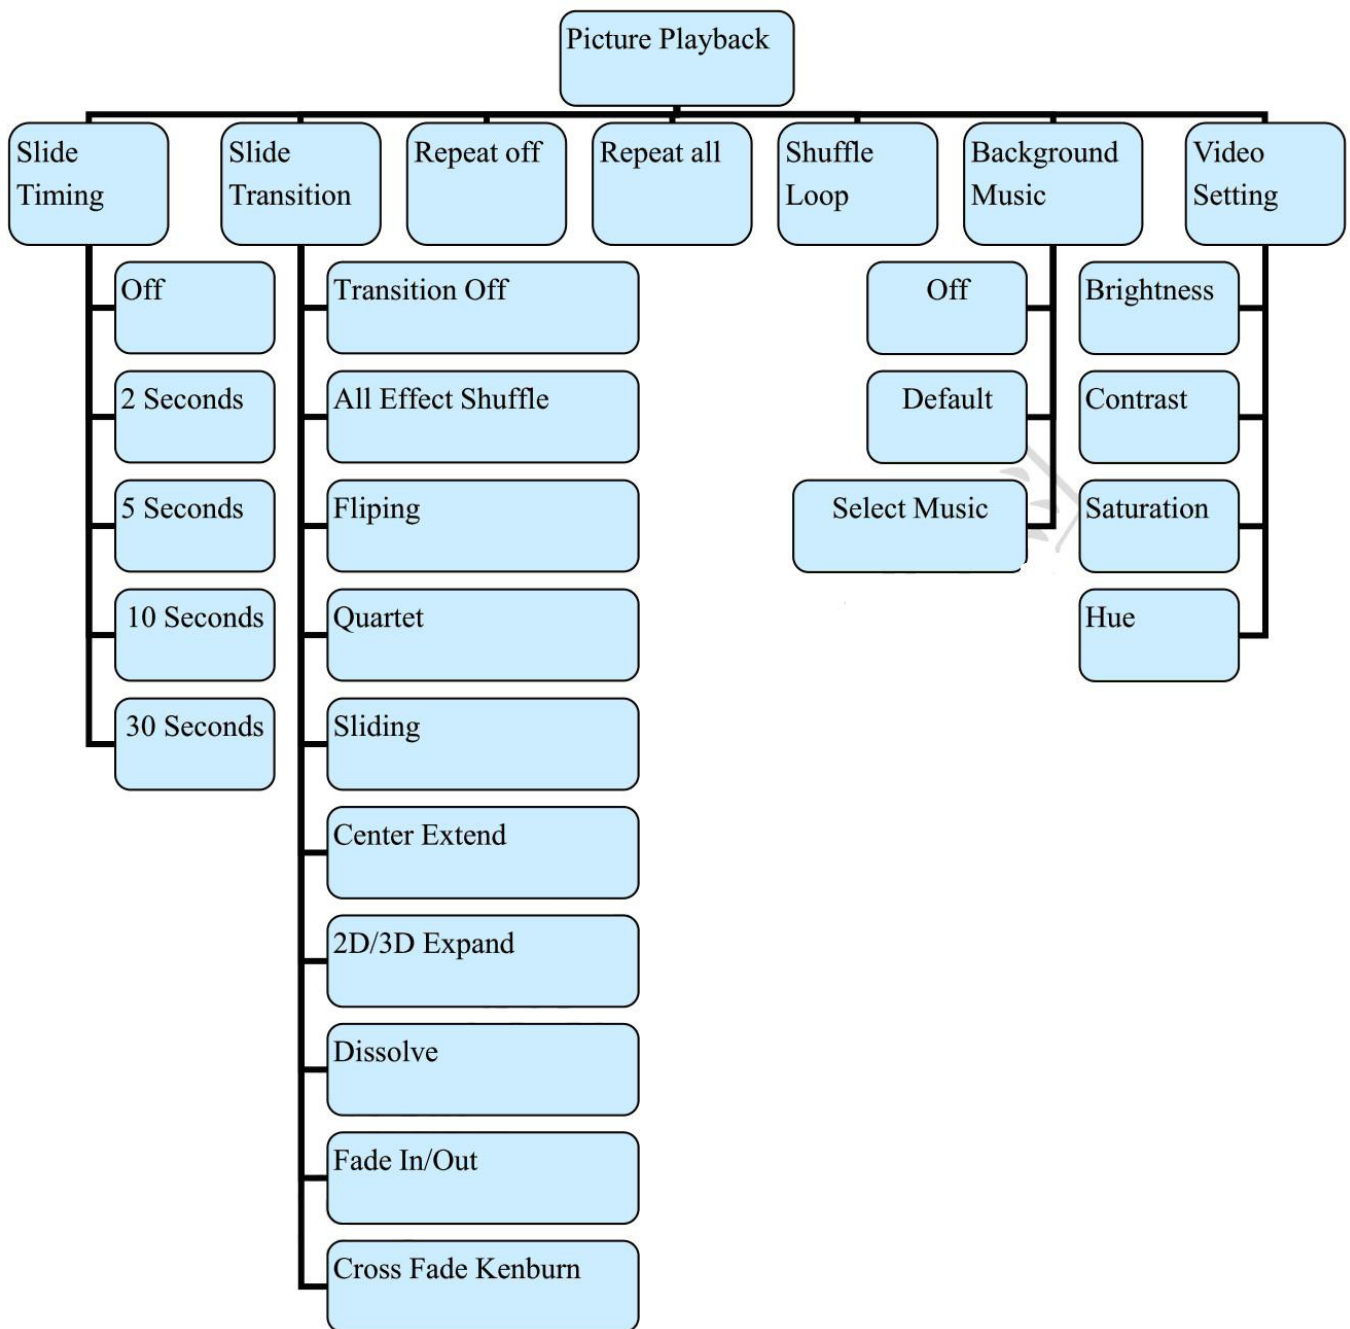 Picture Playback
Slide
Timing
Slide
Transition
Repeat off
Repeat all
Shuffle
Loop
Background
Music
Video
Setting
Off
2 Seconds
5 Seconds
10 Seconds
30 Seconds
Transition Off
All Effect Shuffle
Fliping
Quartet
Sliding
Center Extend
2D/3D Expand
Dissolve
Fade In/Out
Cross Fade Kenburn
Off
Default
Select Music
Brightness
Contrast
Saturation
Hue